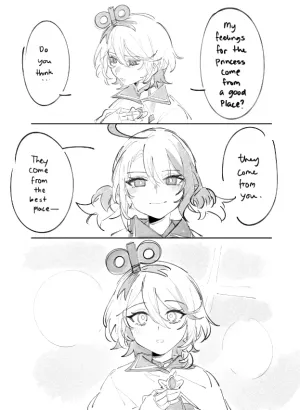 Do
you
think
..
my
feelings
for the
princess
come
from
a good
place?
They
come
from
the
best
place—
they
come
from
you.